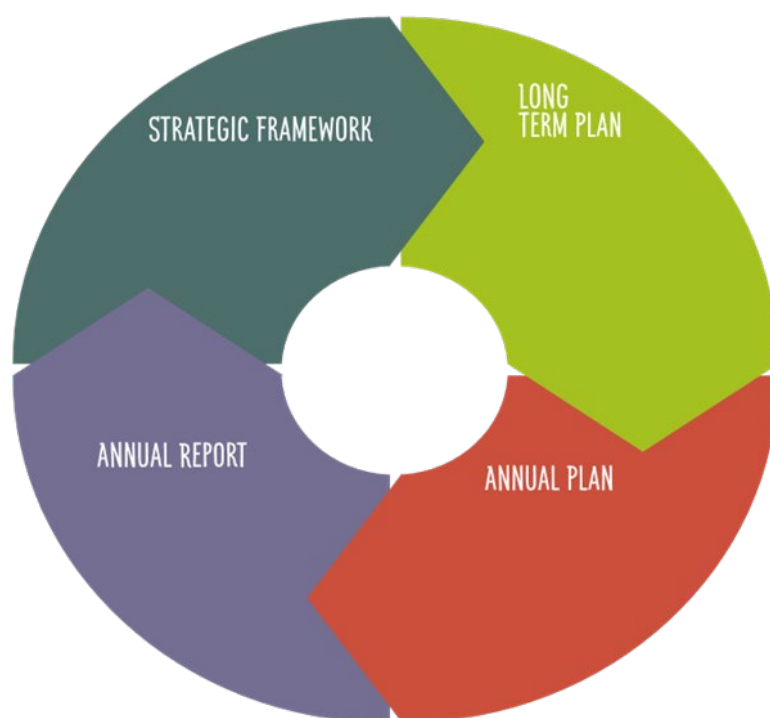 STRATEGIC FRAMEWORK
LONG
TERM PLAN
ANNUAL REPORT
ANNUAL PLAN